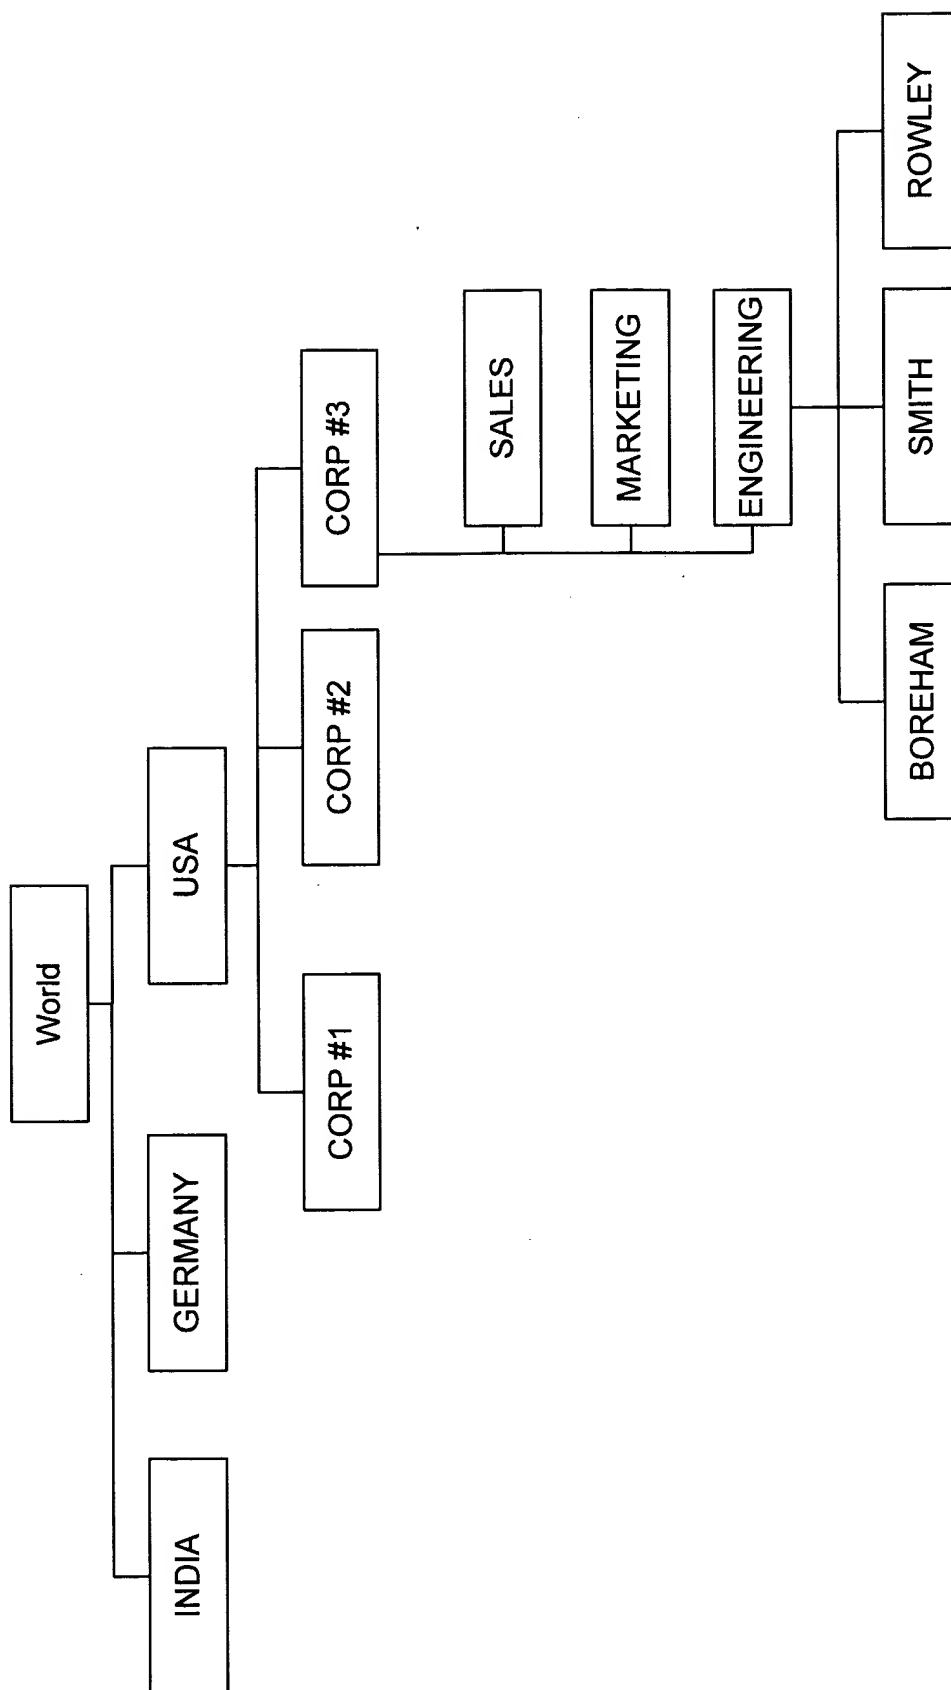 World
INDIA
GERMANY
USA
CORP #1
CORP #2
CORP #3
SALES
MARKETING
ENGINEERING
BOREHAM
SMITH
ROWLEY